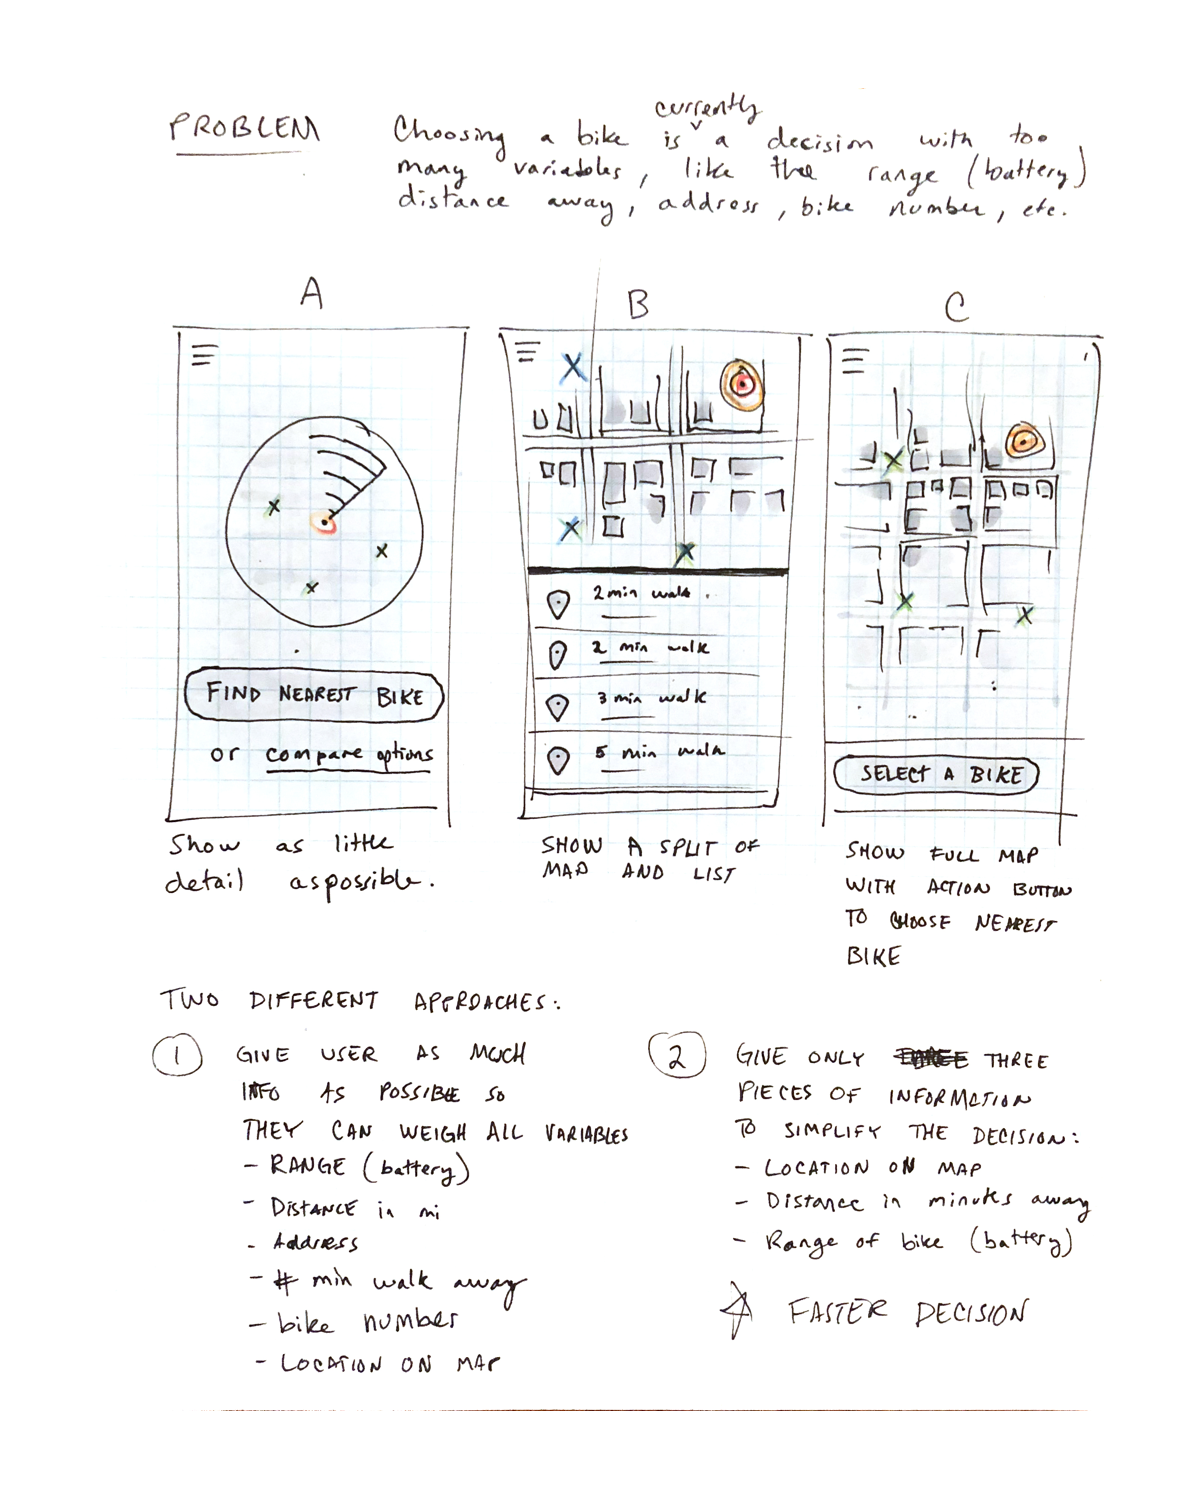 PROBLEM
currently
Choosing a bike is a decision with too
many variables, like the range (battery),
distance away, address, bike number, etc.
A
B
C
FIND NEAREST BIKE
or compare options
2 min walk
2 min walk
3 min walk
5 min walk
SELECT A BIKE
Show as little
detail as possible.
SHOW A SPLIT OF
MAP AND LIST
SHOW FULL MAP
WITH ACTION BUTTON
TO CHOOSE NEAREST
BIKE
TWO DIFFERENT APPROACHES:
1
GIVE USER AS MUCH
INFO AS POSSIBLE SO
THEY CAN WEIGH ALL VARIABLES
- RANGE (battery)
- DISTANCE in mi
- Address
- # min walk away
- bike number
- LOCATION ON MAP
2
GIVE ONLY THREE
PIECES OF INFORMATION
TO SIMPLIFY THE DECISION:
- LOCATION ON MAP
- Distance in minutes away
- Range of bike (battery)
FASTER DECISION